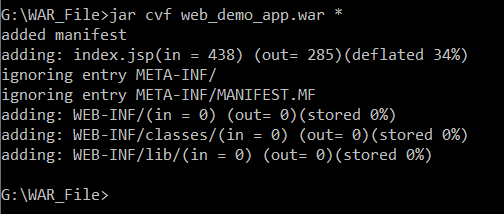 G:\WAR_File>jar cvf web_demo_app.war *
added manifest
adding: index.jsp(in = 438) (out= 285)(deflated 34%)
ignoring entry META-INF/
ignoring entry META-INF/MANIFEST.MF
adding: WEB-INF/(in = 0) (out= 0)(stored 0%)
adding: WEB-INF/classes/(in = 0) (out= 0)(stored 0%)
adding: WEB-INF/lib/(in = 0) (out= 0)(stored 0%)
G:\WAR_File>